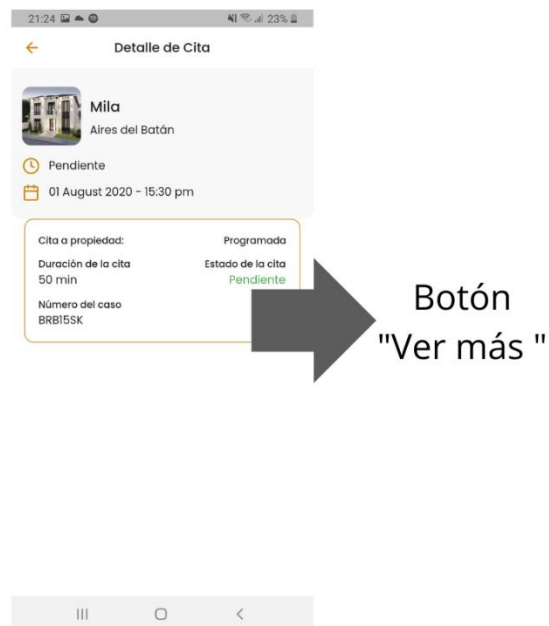 21:24 23%
Detalle de Cita
Mila
Aires del Batán
Pendiente
01 August 2020 - 15:30 pm
Cita a propiedad: Programada
Duración de la cita Estado de la cita
50 min Pendiente
Número del caso
BRB15SK
Botón
"Ver más "